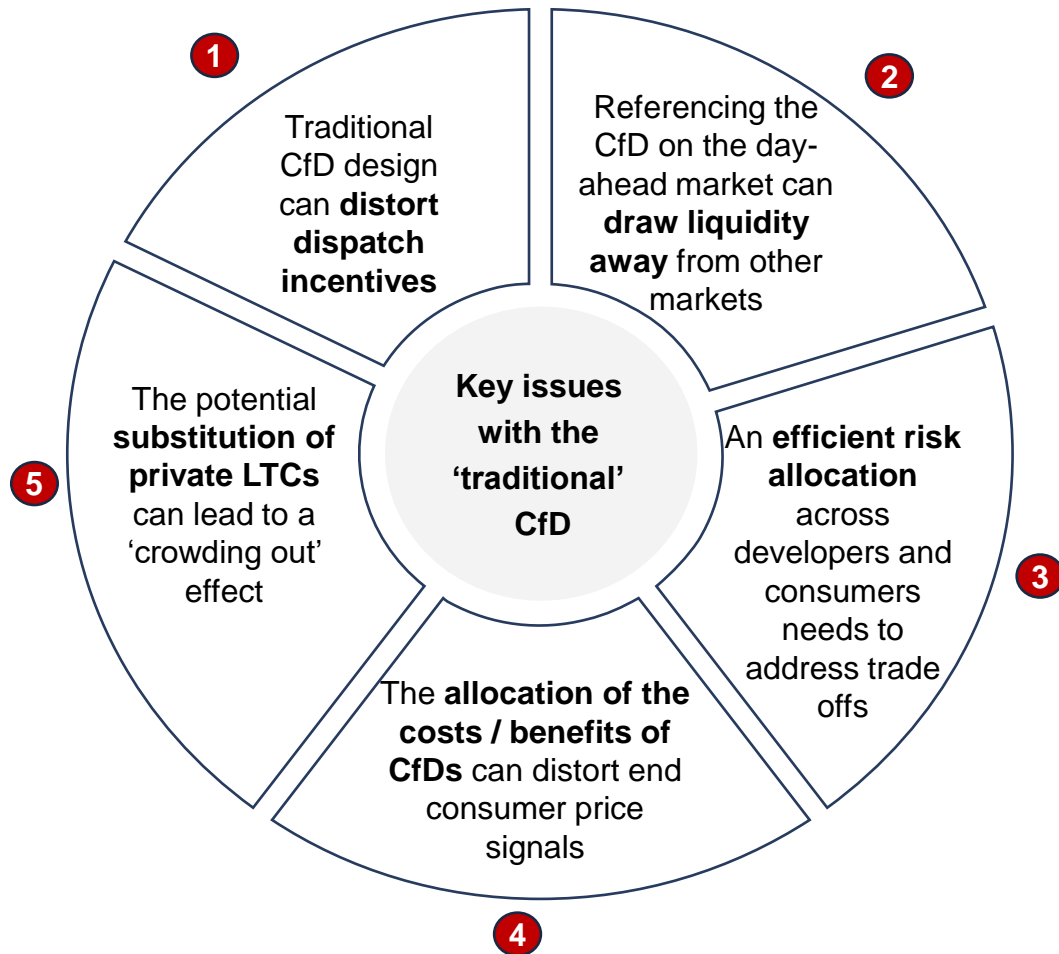 Key issues
with the
‘traditional’
CfD
1
Traditional
CfD design
can distort
dispatch
incentives
2
Referencing the
CfD on the day-
ahead market can
draw liquidity
away from other
markets
3
An efficient risk
allocation
across
developers and
consumers
needs to
address trade
offs
4
The allocation of the
costs / benefits of
CfDs can distort end
consumer price
signals
5
The potential
substitution of
private LTCs
can lead to a
‘crowding out’
effect